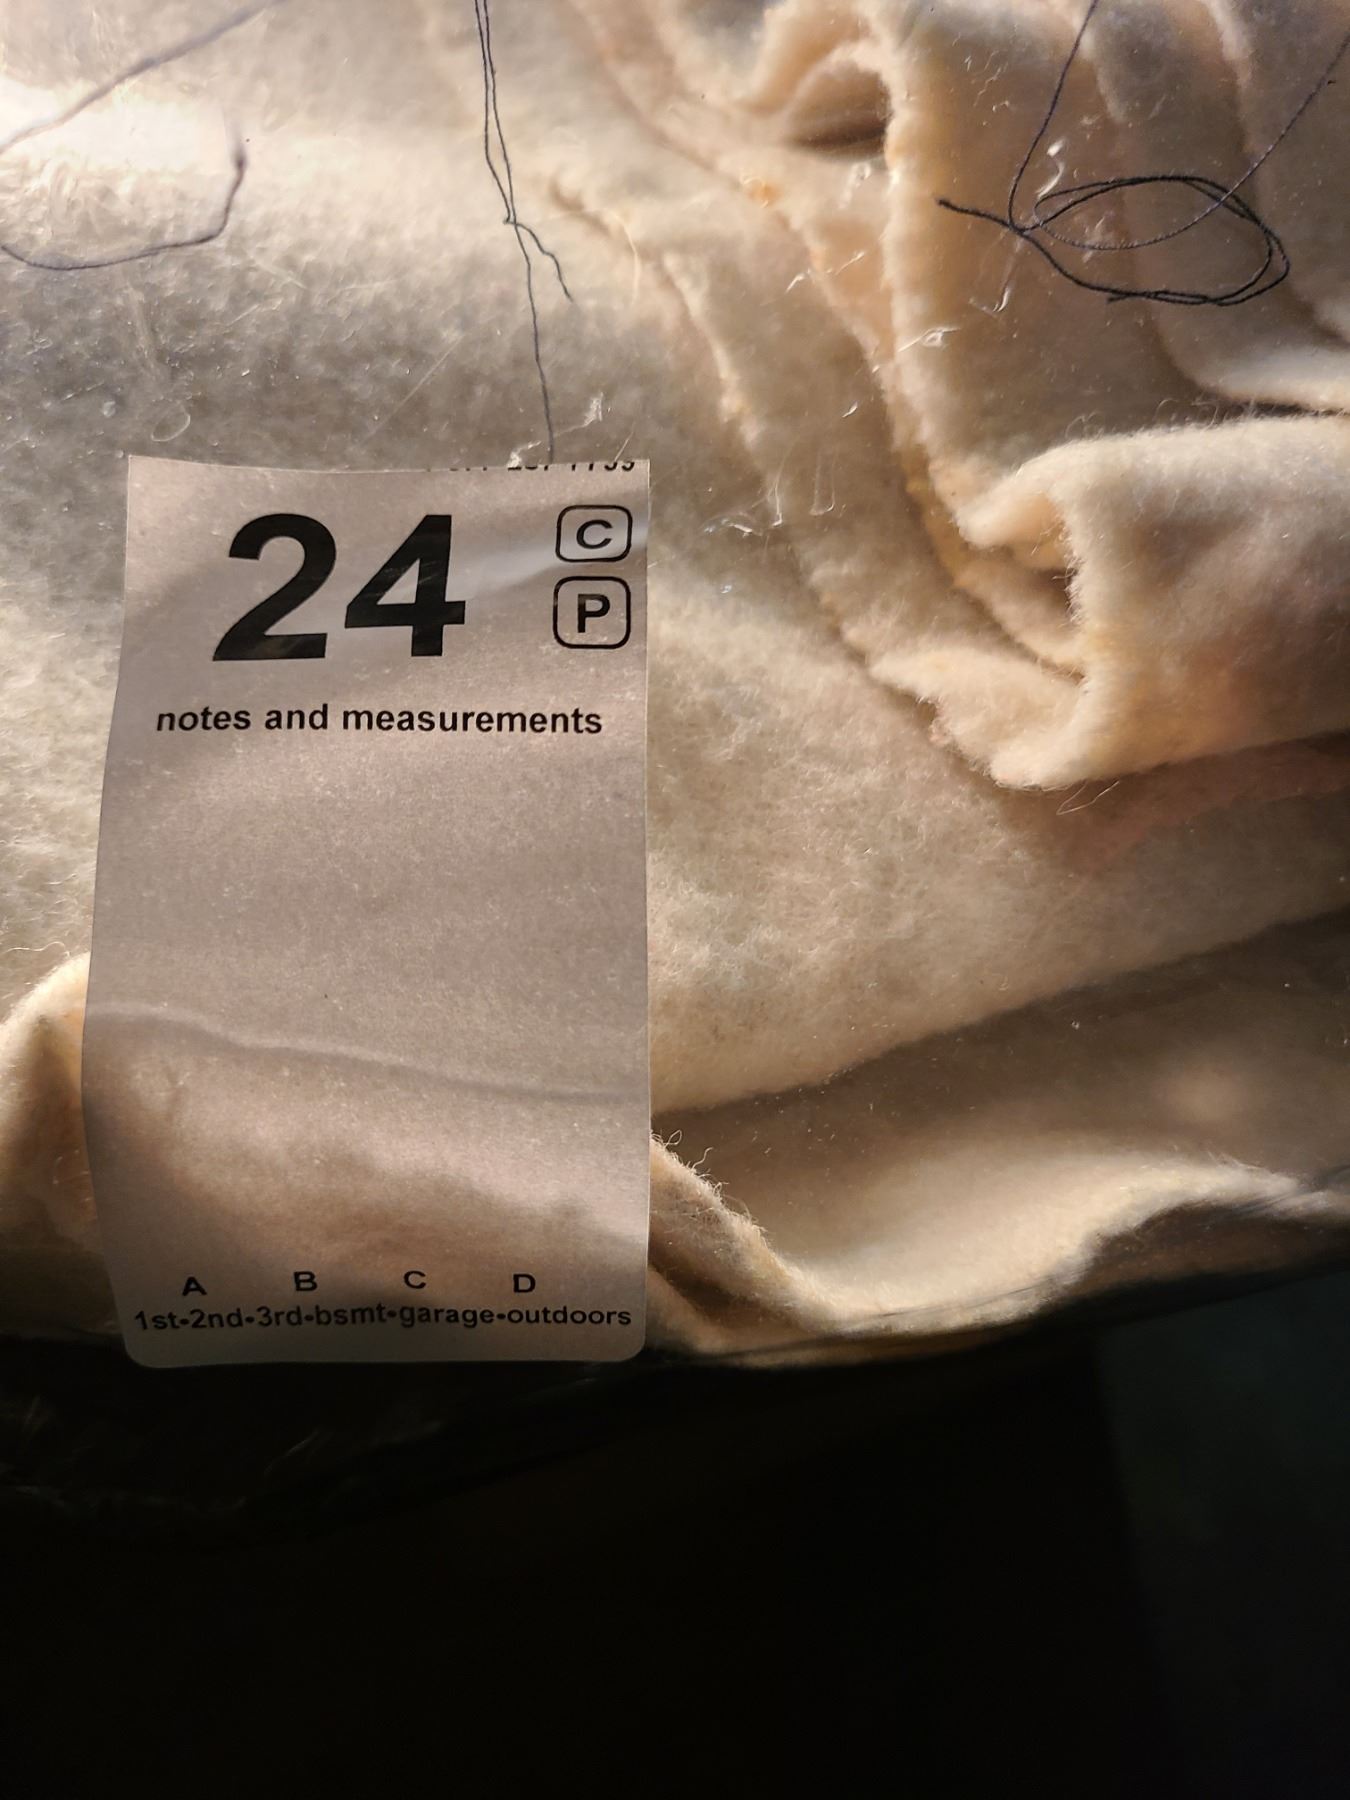 24
C
P
notes and measurements
A B C D
1st-2nd-3rd-bsmt-garage-outdoors